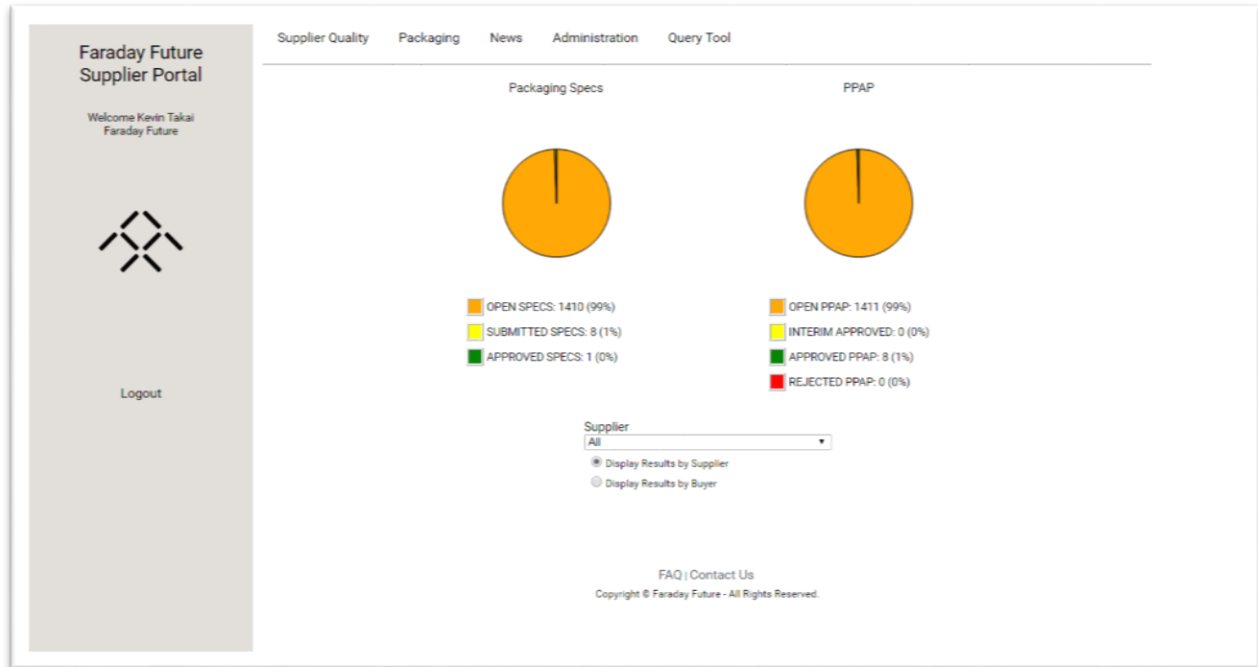 Faraday Future
Supplier Portal
Welcome Kevin Takai
Faraday Future
Logout
Supplier Quality Packaging News Administration Query Tool
Packaging Specs
OPEN SPECS: 1410 (99%)
SUBMITTED SPECS: 8 (1%)
APPROVED SPECS: 1 (0%)
PPAP
OPEN PPAP: 1411 (99%)
INTERIM APPROVED: 0 (0%)
APPROVED PPAP: 8 (1%)
REJECTED PPAP: 0 (0%)
Supplier
All
Display Results by Supplier
Display Results by Buyer
FAQ | Contact Us
Copyright © Faraday Future - All Rights Reserved.